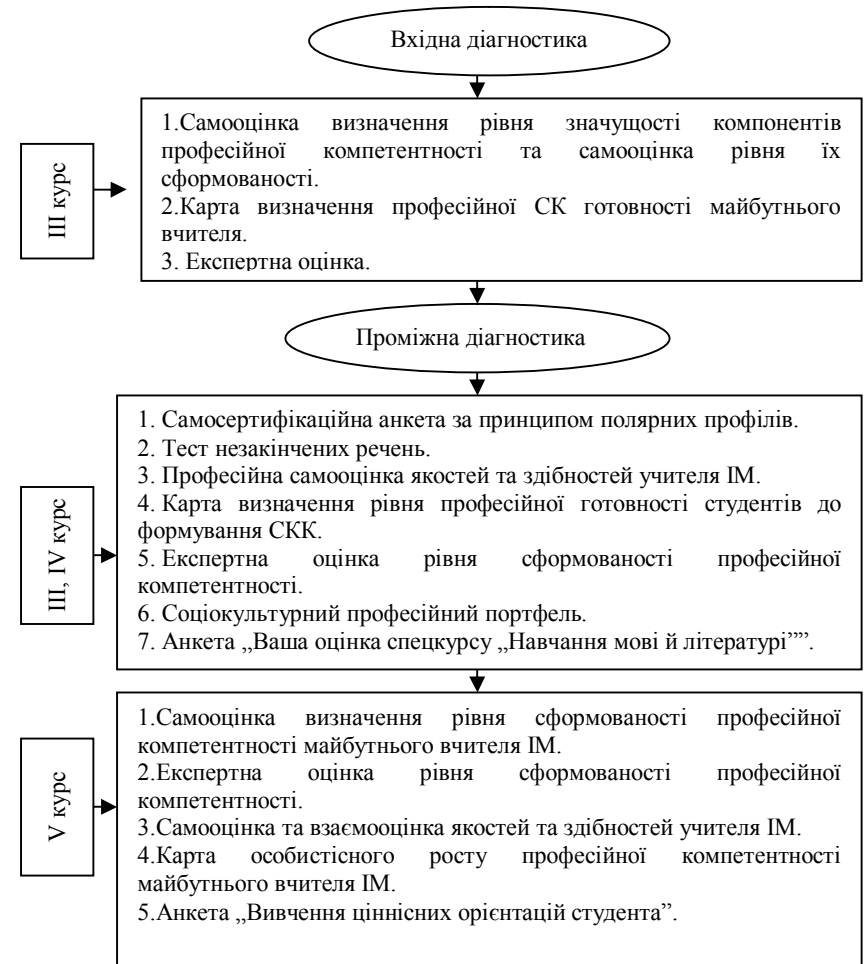 Вхідна діагностика
III курс
1.Самооцінка визначення рівня значущості компонентів
професійної компетентності та самооцінка рівня їх
сформованості.
2.Карта визначення професійної СК готовності майбутнього
вчителя.
3. Експертна оцінка.
Проміжна діагностика
III, IV курс
1. Самосертифікаційна анкета за принципом полярних профілів.
2. Тест незакінчених речень.
3. Професійна самооцінка якостей та здібностей учителя ІМ.
4. Карта визначення рівня професійної готовності студентів до
формування СКК.
5. Експертна оцінка рівня сформованості професійної
компетентності.
6. Соціокультурний професійний портфель.
7. Анкета „Ваша оцінка спецкурсу „Навчання мові й літературі””.
V курс
1.Самооцінка визначення рівня сформованості професійної
компетентності майбутнього вчителя ІМ.
2.Експертна оцінка рівня сформованості професійної
компетентності.
3.Самооцінка та взаємооцінка якостей та здібностей учителя ІМ.
4.Карта особистісного росту професійної компетентності
майбутнього вчителя ІМ.
5.Анкета „Вивчення ціннісних орієнтацій студента”.